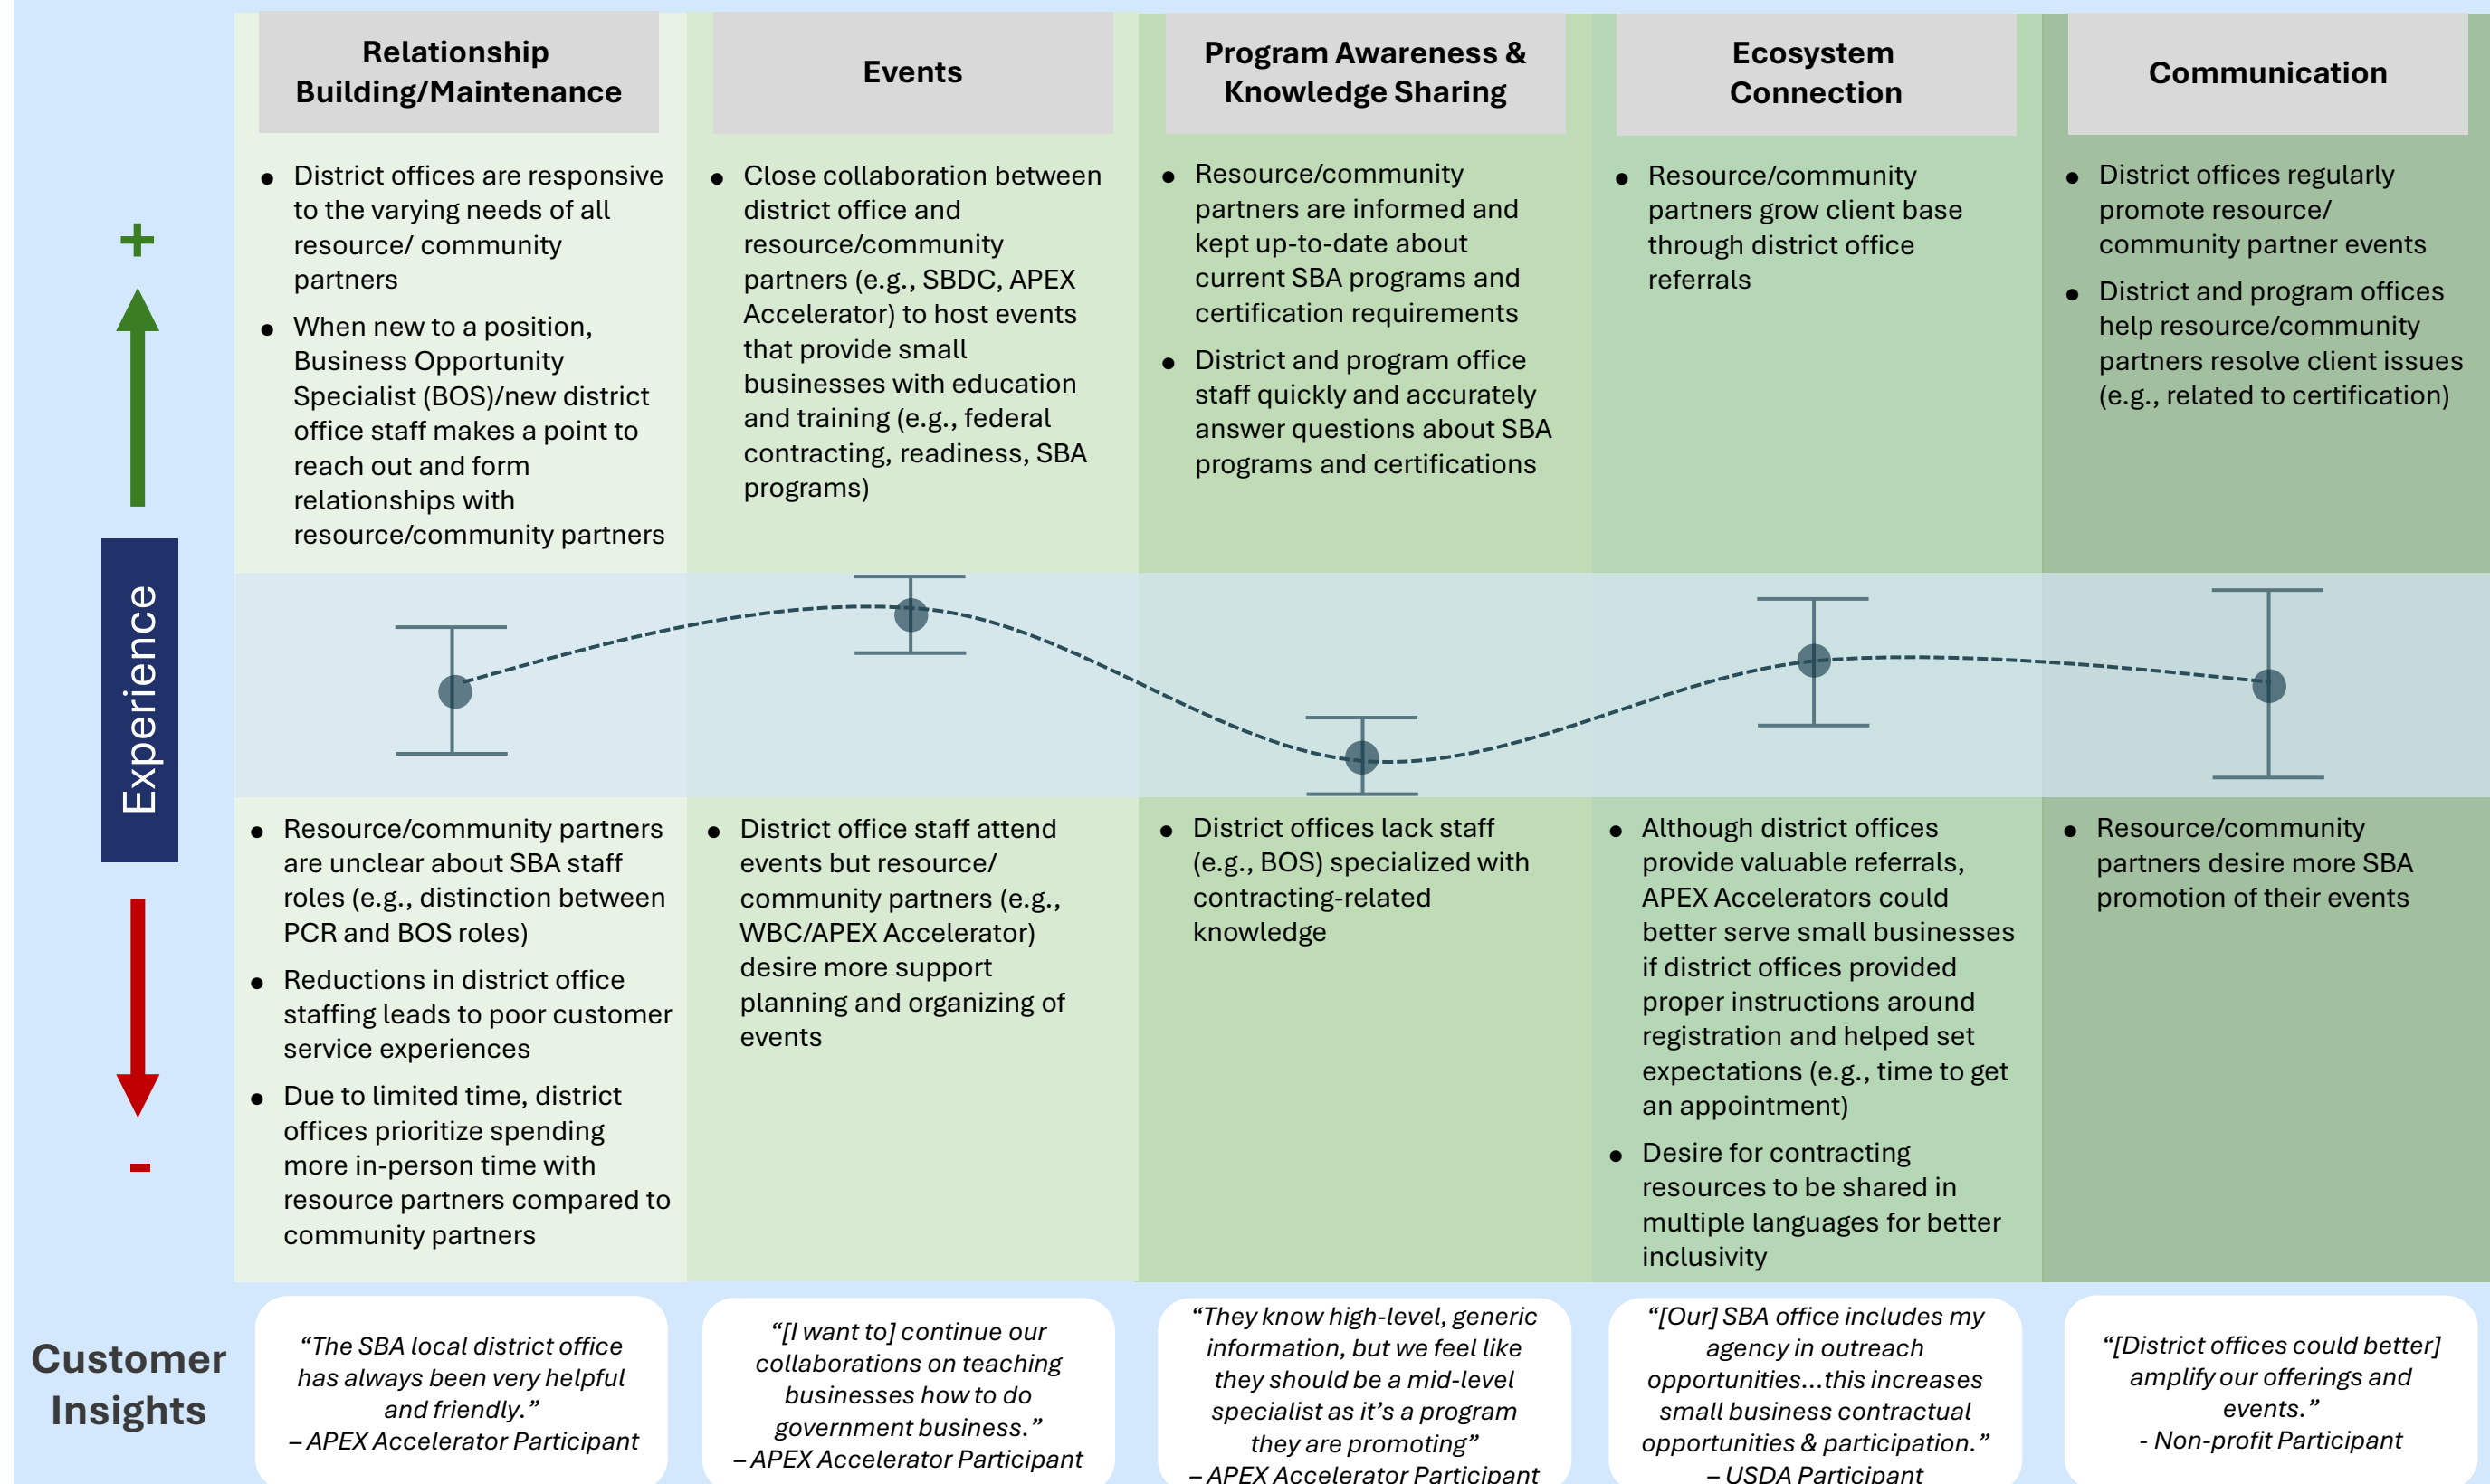 Relationship
Building/Maintenance
Events
Program Awareness &
Knowledge Sharing
Ecosystem
Connection
Communication
+
Experience
-
● District offices are responsive
to the varying needs of all
resource/ community
partners
● When new to a position,
Business Opportunity
Specialist (BOS)/new district
office staff makes a point to
reach out and form
relationships with
resource/community partners
● Close collaboration between
district office and
resource/community
partners (e.g., SBDC, APEX
Accelerator) to host events
that provide small
businesses with education
and training (e.g., federal
contracting, readiness, SBA
programs)
● Resource/community
partners are informed and
kept up-to-date about
current SBA programs and
certification requirements
● District and program office
staff quickly and accurately
answer questions about SBA
programs and certifications
● Resource/community
partners grow client base
through district office
referrals
● District offices regularly
promote resource/
community partner events
● District and program offices
help resource/community
partners resolve client issues
(e.g., related to certification)
● Resource/community partners
are unclear about SBA staff
roles (e.g., distinction between
PCR and BOS roles)
● Reductions in district office
staffing leads to poor customer
service experiences
● Due to limited time, district
offices prioritize spending
more in-person time with
resource partners compared to
community partners
● District office staff attend
events but resource/
community partners (e.g.,
WBC/APEX Accelerator)
desire more support
planning and organizing of
events
● District offices lack staff
(e.g., BOS) specialized with
contracting-related
knowledge
● Although district offices
provide valuable referrals,
APEX Accelerators could
better serve small businesses
if district offices provided
proper instructions around
registration and helped set
expectations (e.g., time to get
an appointment)
● Desire for contracting
resources to be shared in
multiple languages for better
inclusivity
● Resource/community
partners desire more SBA
promotion of their events
Customer
Insights
“The SBA local district office
has always been very helpful
and friendly.”
– APEX Accelerator Participant
“[I want to] continue our
collaborations on teaching
businesses how to do
government business.”
– APEX Accelerator Participant
“They know high-level, generic
information, but we feel like
they should be a mid-level
specialist as it’s a program
they are promoting”
– APEX Accelerator Participant
“[Our] SBA office includes my
agency in outreach
opportunities...this increases
small business contractual
opportunities & participation.”
– USDA Participant
“[District offices could better]
amplify our offerings and
events.”
- Non-profit Participant